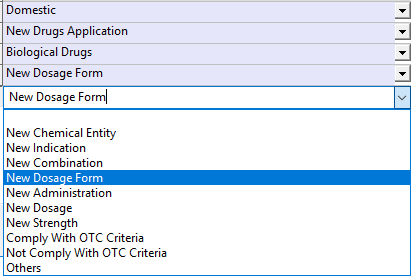 Domestic
New Drugs Application
Biological Drugs
New Dosage Form
New Dosage Form
New Chemical Entity
New Indication
New Combination
New Dosage Form
New Administration
New Dosage
New Strength
Comply With OTC Criteria
Not Comply With OTC Criteria
Others